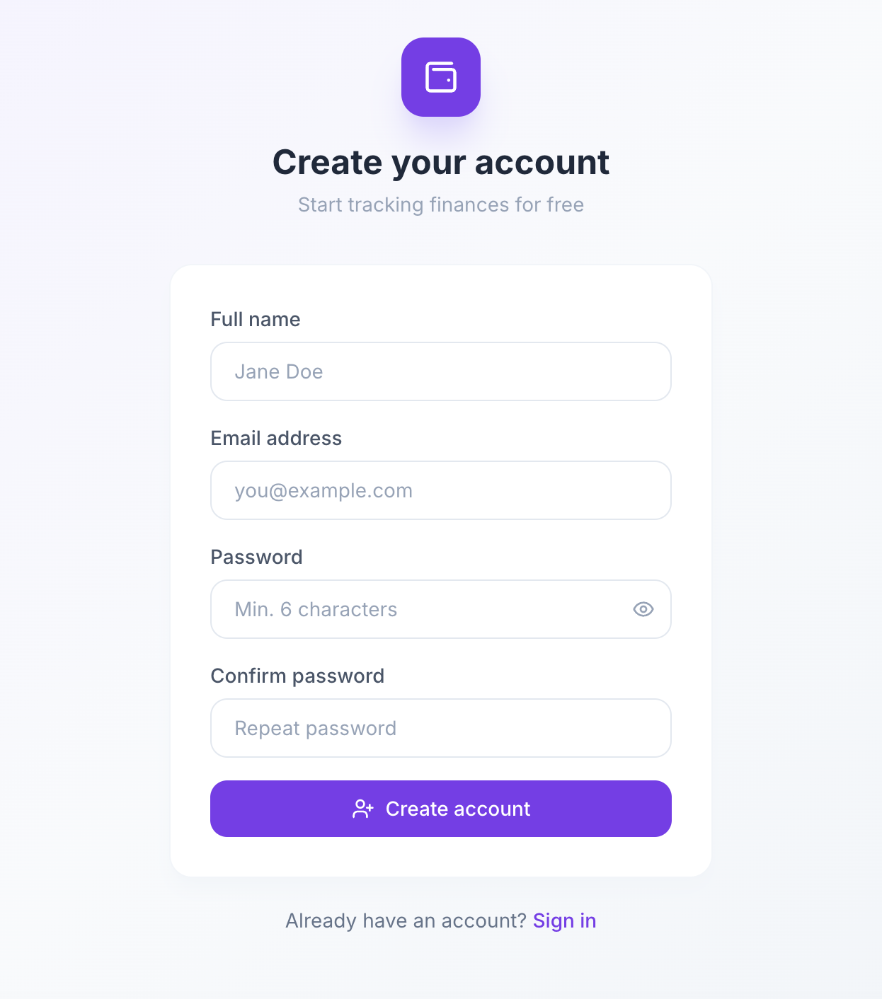 Create your account
Start tracking finances for free
Full name
Jane Doe
Email address
you@example.com
Password
Min. 6 characters
Confirm password
Repeat password
Create account
Already have an account? Sign in